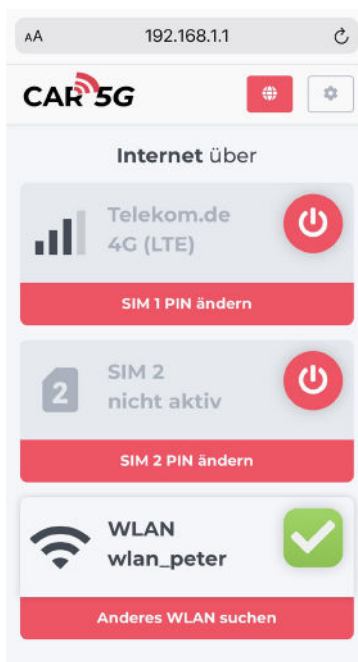 AA 192.168.1.1
CAR 5G
Internet über
Telekom.de
4G (LTE)
SIM 1 PIN ändern
2
SIM 2
nicht aktiv
SIM 2 PIN ändern
WLAN
wlan_peter
Anderes WLAN suchen